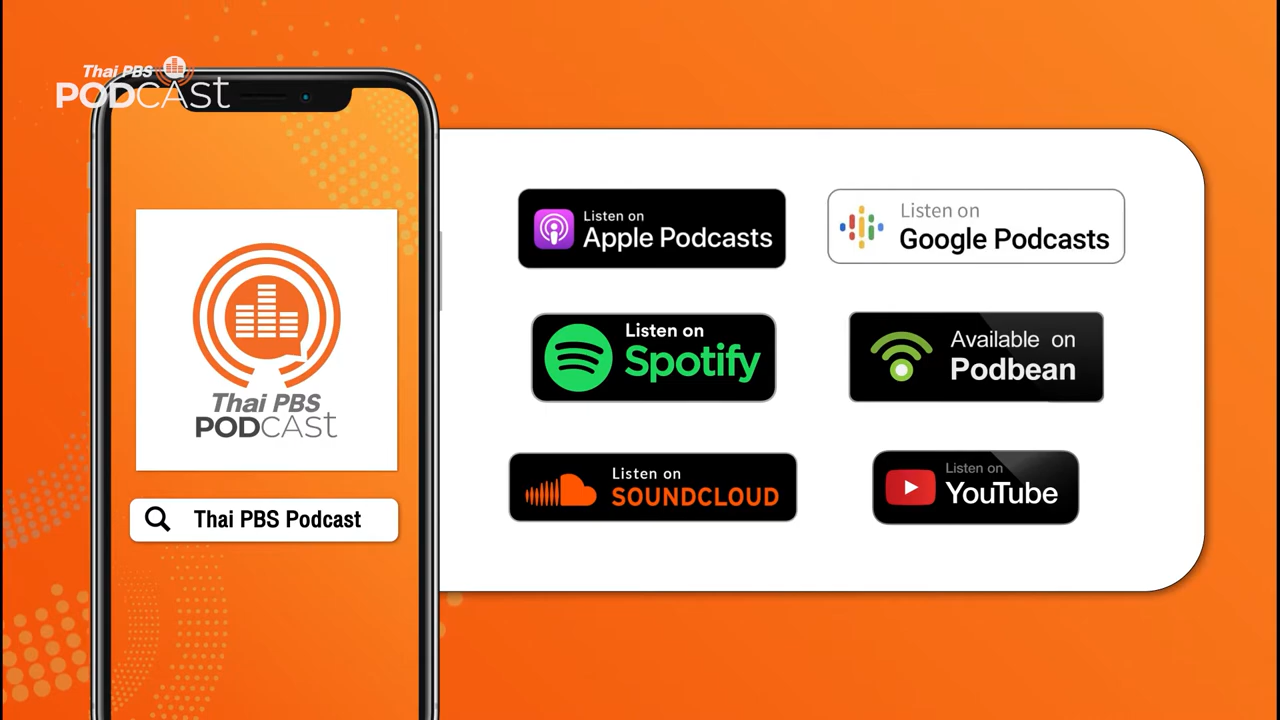 Thai PBS
PODCAST
Thai PBS
PODCAST
Thai PBS Podcast
Listen on
Apple Podcasts
Listen on
Google Podcasts
Listen on
Spotify
Available on
Podbean
Listen on
SOUNDCLOUD
Listen on
YouTube